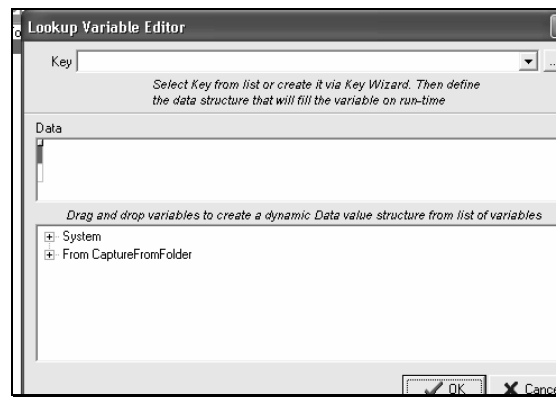 Lookup Variable Editor
Key
...
Select Key from list or create it via Key Wizard. Then define
the data structure that will fill the variable on run-time
Data
Drag and drop variables to create a dynamic Data value structure from list of variables
System
From CaptureFromFolder
OK Cance